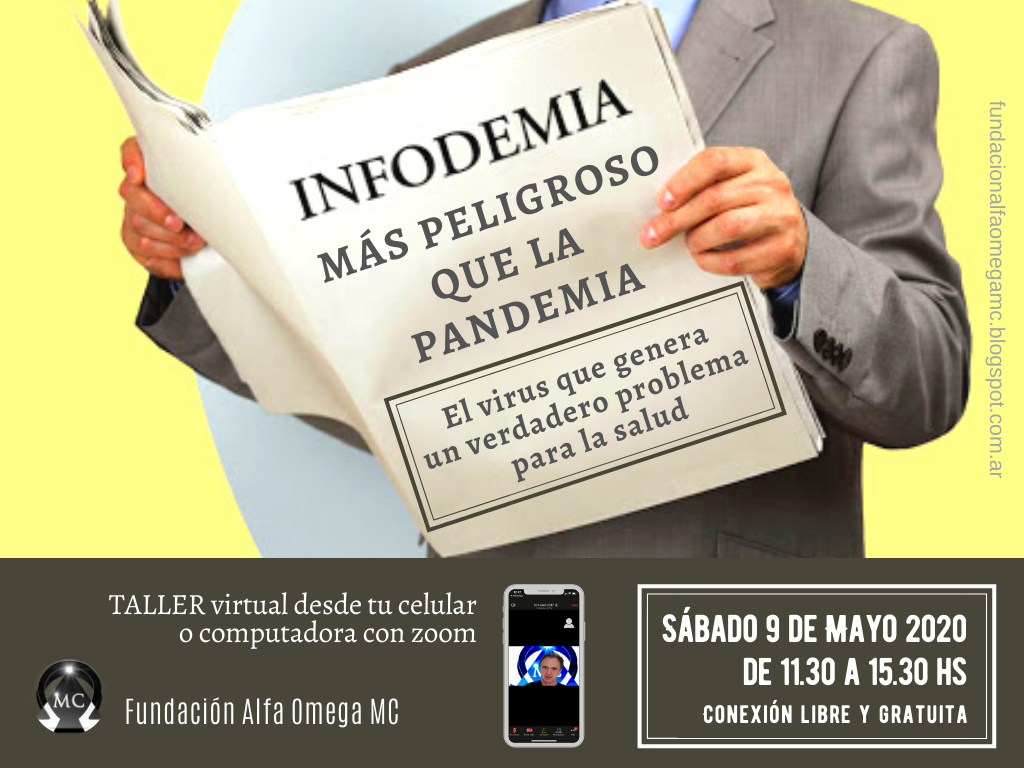 INFODEMIA
MÁS PELIGROSO
QUE LA
PANDEMIA
El virus que genera
un verdadero problema
para la salud
fundacionalfaomegamc.blogspot.com.ar
TALLER virtual desde tu celular
o computadora con zoom
MC
Fundación Alfa Omega MC
SÁBADO 9 DE MAYO 2020
DE 11.30 A 15.30 HS
CONEXIÓN LIBRE Y GRATUITA